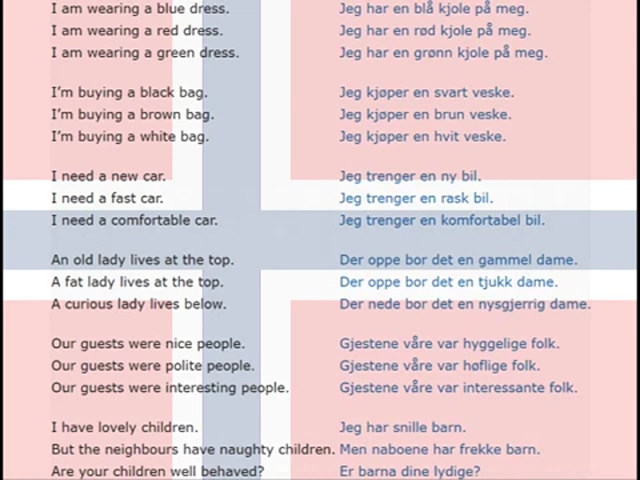 I am wearing a blue dress. Jeg har en blå kjole på meg.
I am wearing a red dress. Jeg har en rød kjole på meg.
I am wearing a green dress. Jeg har en grønn kjole på meg.
I'm buying a black bag. Jeg kjøper en svart veske.
I'm buying a brown bag. Jeg kjøper en brun veske.
I'm buying a white bag. Jeg kjøper en hvit veske.
I need a new car. Jeg trenger en ny bil.
I need a fast car. Jeg trenger en rask bil.
I need a comfortable car. Jeg trenger en komfortabel bil.
An old lady lives at the top. Der oppe bor det en gammel dame.
A fat lady lives at the top. Der oppe bor det en tjukk dame.
A curious lady lives below. Der nede bor det en nysgjerrig dame.
Our guests were nice people. Gjestene våre var hyggelige folk.
Our guests were polite people. Gjestene våre var høflige folk.
Our guests were interesting people. Gjestene våre var interessante folk.
I have lovely children. Jeg har snille barn.
But the neighbours have naughty children. Men naboene har frekke barn.
Are your children well behaved? Er barna dine lydige?